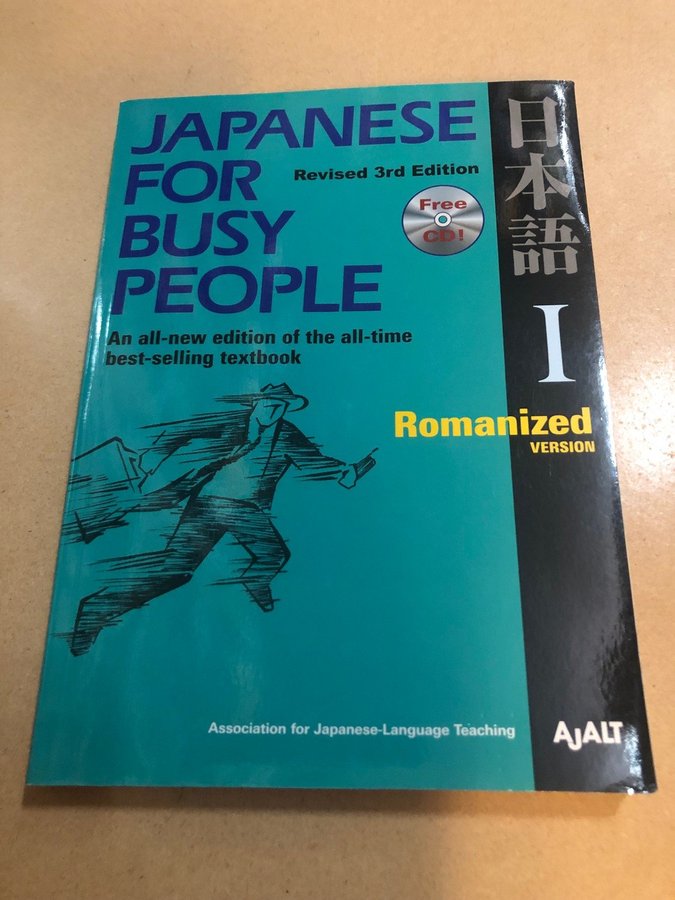 JAPANESE
FOR
BUSY
PEOPLE
Revised 3rd Edition
Free
CD!
An all-new edition of the all-time
best-selling textbook
日本語
I
Romanized
VERSION
Association for Japanese-Language Teaching
AJALT